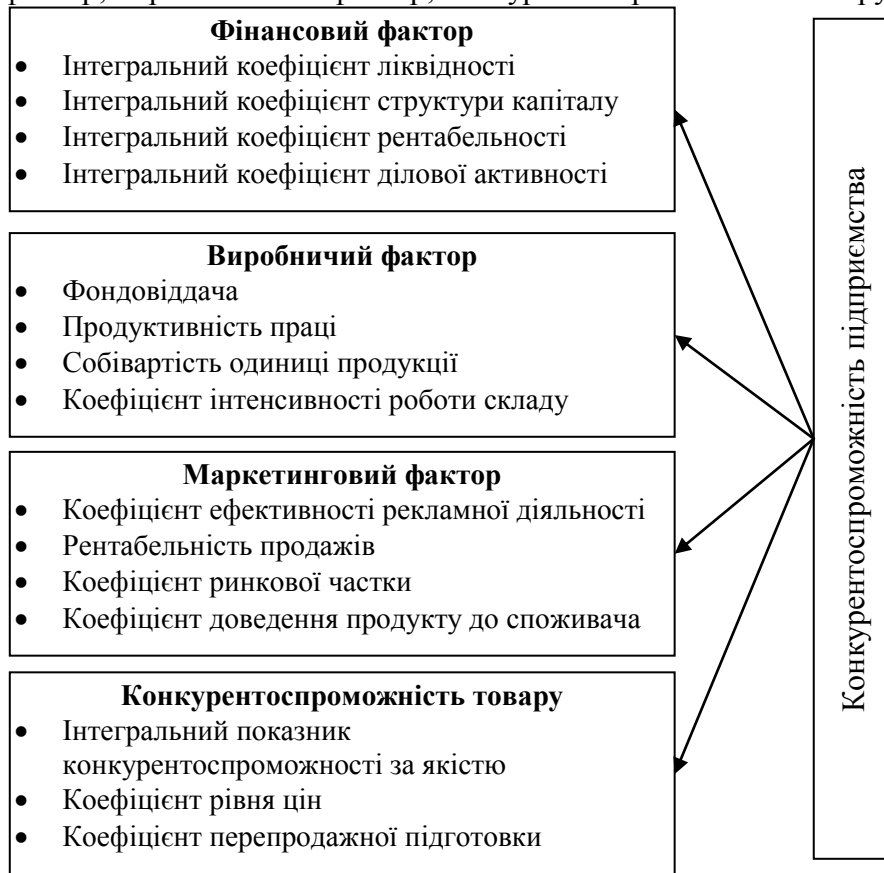 Фінансовий фактор
• Інтегральний коефіцієнт ліквідності
• Інтегральний коефіцієнт структури капіталу
• Інтегральний коефіцієнт рентабельності
• Інтегральний коефіцієнт ділової активності
Виробничий фактор
• Фондовіддача
• Продуктивність праці
• Собівартість одиниці продукції
• Коефіцієнт інтенсивності роботи складу
Маркетинговий фактор
• Коефіцієнт ефективності рекламної діяльності
• Рентабельність продажів
• Коефіцієнт ринкової частки
• Коефіцієнт доведення продукту до споживача
Конкурентоспроможність товару
• Інтегральний показник
конкурентоспроможності за якістю
• Коефіцієнт рівня цін
• Коефіцієнт перепродажної підготовки
Конкурентоспроможність підприємства